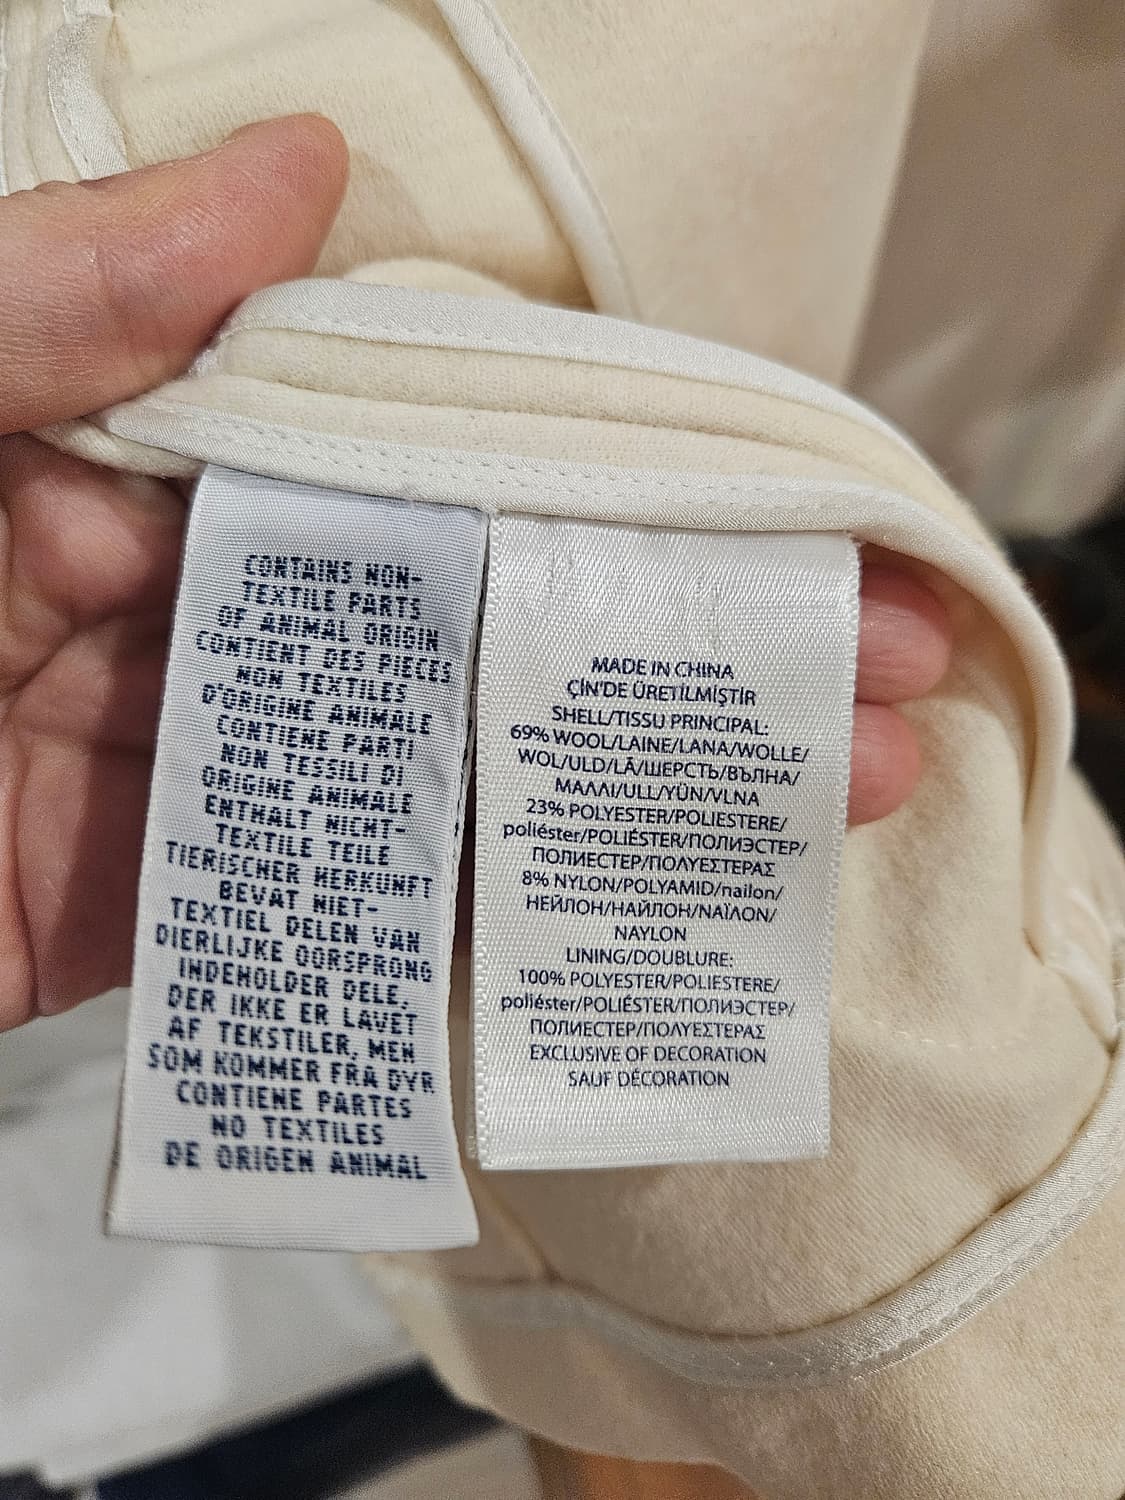 CONTAINS NON-
TEXTILE PARTS
OF ANIMAL ORIGIN
CONTIENT DES PIECES
NON TEXTILES
D'ORIGINE ANIMALE
CONTIENE PARTI
NON TESSILI DI
ORIGINE ANIMALE
ENTHALT NICHT-
TEXTILE TEILE
TIERISCHER HERKUNFT
BEVAT NIET-
TEXTIEL DELEN VAN
DIERLIJKE OORSPRONG
INDEHOLDER DELE,
DER IKKE ER LAVET
AF TEKSTILER, MEN
SOM KOMMER FRA DYR
CONTIENE PARTES
NO TEXTILES
DE ORIGEN ANIMAL
MADE IN CHINA
ÇİN'DE ÜRETİLMİŞTİR
SHELL/TISSU PRINCIPAL:
69% WOOL/LAINE/LANA/WOLLE/
WOL/ULD/LÃ/ШЕРСТЬ/ВЪЛНА/
ΜΑΛΛΙ/ULL/YÜN/VLNA
23% POLYESTER/POLIESTERE/
poliéster/POLIÉSTER/ПОЛИЭСТЕР/
ПОЛИЕСТЕР/ΠΟΛΥΕΣΤΕΡΑΣ
8% NYLON/POLYAMID/nailon/
НЕЙЛОН/НАЙЛОН/ΝΑΪΛΟΝ/
NAYLON
LINING/DOUBLURE:
100% POLYESTER/POLIESTERE/
poliéster/POLIÉSTER/ПОЛИЭСТЕР/
ПОЛИЕСТЕР/ΠΟΛΥΕΣΤΕΡΑΣ
EXCLUSIVE OF DECORATION
SAUF DÉCORATION